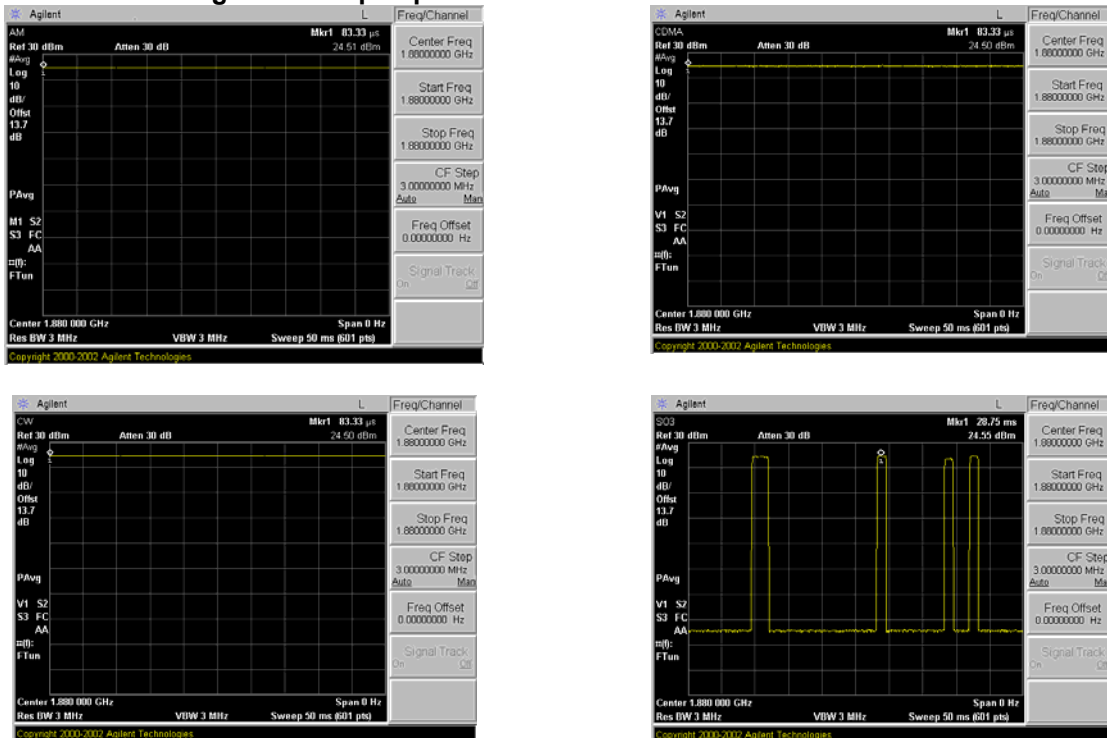 Agilent L Freq/Channel
AM Mkr1 83.33 µs
Ref 30 dBm Atten 30 dB 24.51 dBm
#Avg
Log
10
dB/
Offst
13.7
dB
1
PAvg
M1 S2
S3 FC
AA
¤(f):
FTun
Center 1.880 000 GHz Span 0 Hz
Res BW 3 MHz VBW 3 MHz Sweep 50 ms (601 pts)
Copyright 2000-2002 Agilent Technologies
Center Freq
1.88000000 GHz
Start Freq
1.88000000 GHz
Stop Freq
1.88000000 GHz
CF Step
3.00000000 MHz
Auto Man
Freq Offset
0.00000000 Hz
Signal Track
On Off
Agilent L Freq/Channel
CDMA Mkr1 83.33 µs
Ref 30 dBm Atten 30 dB 24.50 dBm
#Avg
Log
10
dB/
Offst
13.7
dB
1
PAvg
V1 S2
S3 FC
AA
¤(f):
FTun
Center 1.880 000 GHz Span 0 Hz
Res BW 3 MHz VBW 3 MHz Sweep 50 ms (601 pts)
Copyright 2000-2002 Agilent Technologies
Center Freq
1.88000000 GHz
Start Freq
1.88000000 GHz
Stop Freq
1.88000000 GHz
CF Step
3.00000000 MHz
Auto
Freq Offset
0.00000000 Hz
Signal Track
On
Agilent L Freq/Channel
CW Mkr1 83.33 µs
Ref 30 dBm Atten 30 dB 24.50 dBm
#Avg
Log
10
dB/
Offst
13.7
dB
1
PAvg
V1 S2
S3 FC
AA
¤(f):
FTun
Center 1.880 000 GHz Span 0 Hz
Res BW 3 MHz VBW 3 MHz Sweep 50 ms (601 pts)
Copyright 2000-2002 Agilent Technologies
Center Freq
1.88000000 GHz
Start Freq
1.88000000 GHz
Stop Freq
1.88000000 GHz
CF Step
3.00000000 MHz
Auto Man
Freq Offset
0.00000000 Hz
Signal Track
On Off
Agilent L Freq/Channel
SO3 Mkr1 28.75 ms
Ref 30 dBm Atten 30 dB 24.55 dBm
#Avg
Log
10
dB/
Offst
13.7
dB
1
PAvg
V1 S2
S3 FC
AA
¤(f):
FTun
Center 1.880 000 GHz Span 0 Hz
Res BW 3 MHz VBW 3 MHz Sweep 50 ms (601 pts)
Copyright 2000-2002 Agilent Technologies
Center Freq
1.88000000 GHz
Start Freq
1.88000000 GHz
Stop Freq
1.88000000 GHz
CF Step
3.00000000 MHz
Auto
Freq Offset
0.00000000 Hz
Signal Track
On